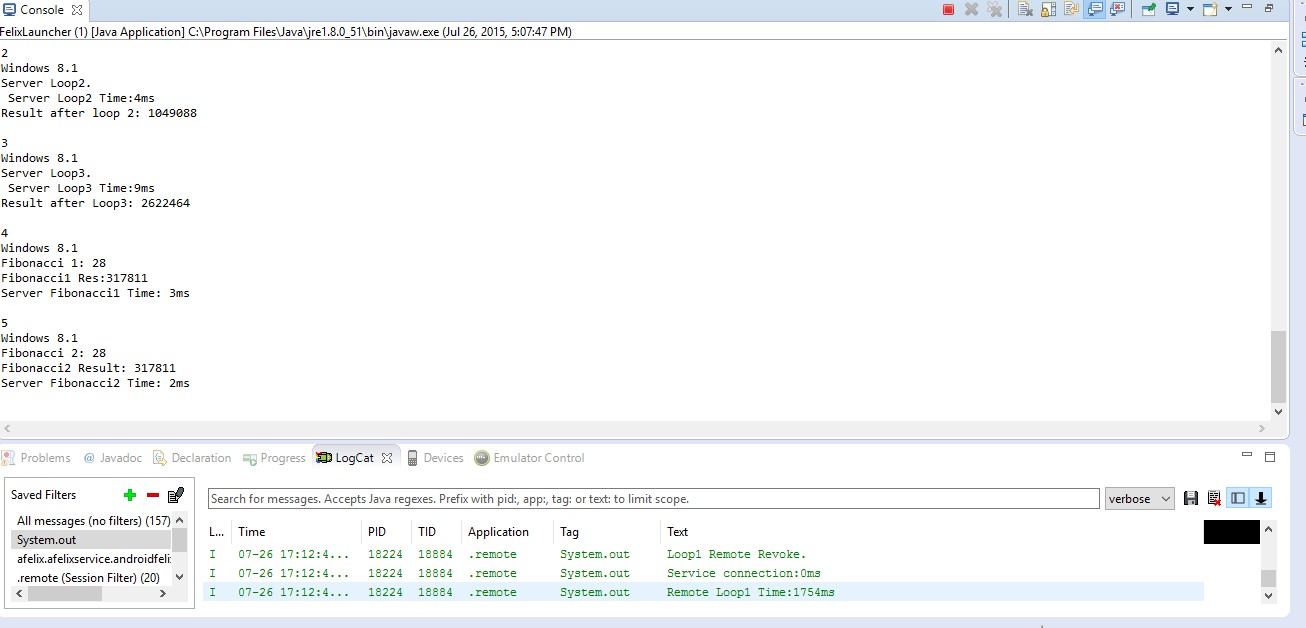 Console
FelixLauncher (1) [Java Application] C:\Program Files\Java\jre1.8.0_51\bin\javaw.exe (Jul 26, 2015, 5:07:47 PM)
2
Windows 8.1
Server Loop2.
Server Loop2 Time:4ms
Result after loop 2: 1049088
3
Windows 8.1
Server Loop3.
Server Loop3 Time:9ms
Result after Loop3: 2622464
4
Windows 8.1
Fibonacci 1: 28
Fibonacci1 Res:317811
Server Fibonacci1 Time: 3ms
5
Windows 8.1
Fibonacci 2: 28
Fibonacci2 Result: 317811
Server Fibonacci2 Time: 2ms
Problems @ Javadoc Declaration Progress LogCat Devices Emulator Control
Saved Filters
All messages (no filters) (157)
System.out
afelix.afelixservice.androidfeli
.remote (Session Filter) (20)
Search for messages. Accepts Java regexes. Prefix with pid:, app:, tag: or text: to limit scope.
verbose
L... Time PID TID Application Tag Text
I 07-26 17:12:4... 18224 18884 .remote System.out Loop1 Remote Revoke.
I 07-26 17:12:4... 18224 18884 .remote System.out Service connection:0ms
I 07-26 17:12:4... 18224 18884 .remote System.out Remote Loop1 Time:1754ms